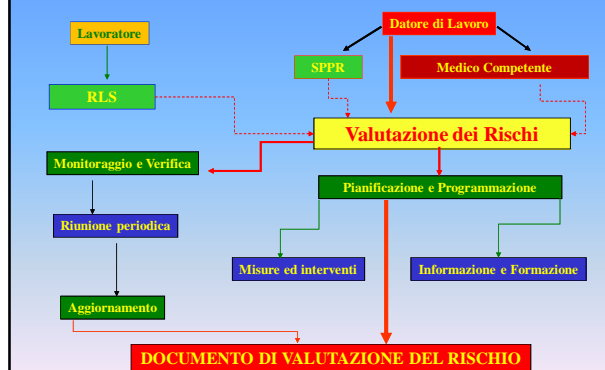 Datore di Lavoro
Lavoratore
SPPR
Medico Competente
RLS
Valutazione dei Rischi
Monitoraggio e Verifica
Pianificazione e Programmazione
Riunione periodica
Misure ed interventi
Informazione e Formazione
Aggiornamento
DOCUMENTO DI VALUTAZIONE DEL RISCHIO